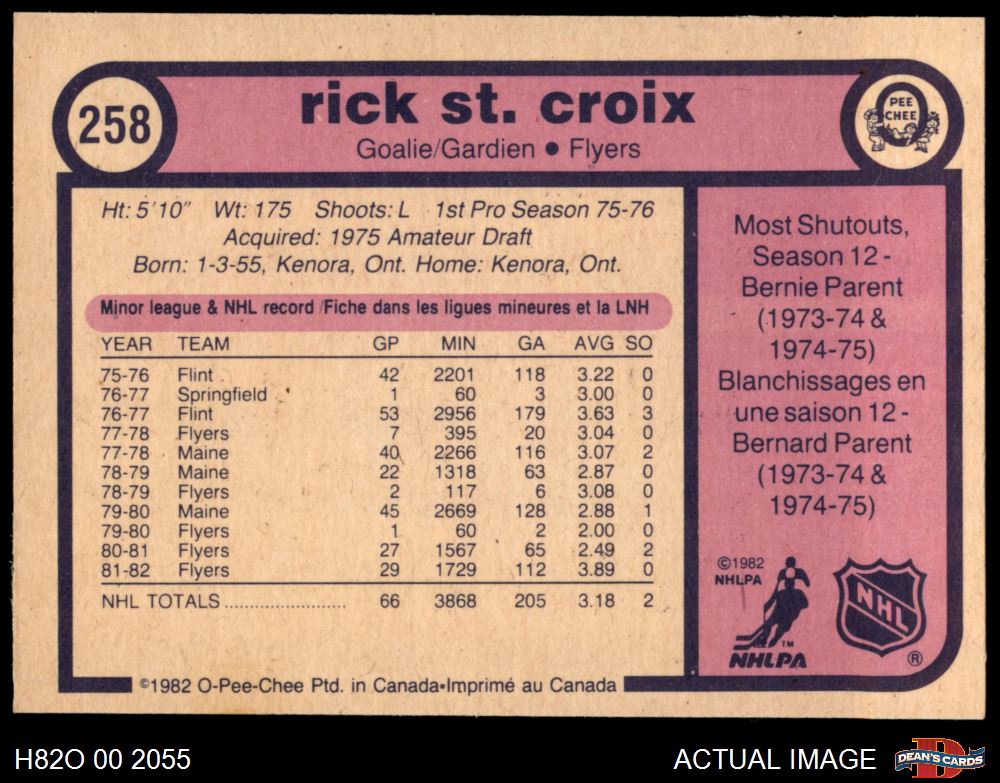 258
rick st. croix
Goalie/Gardien • Flyers
O
PEE
CHEE
Ht: 5'10" Wt: 175 Shoots: L 1st Pro Season 75-76
Acquired: 1975 Amateur Draft
Born: 1-3-55, Kenora, Ont. Home: Kenora, Ont.
Minor league & NHL record/Fiche dans les ligues mineures et la LNH
YEAR TEAM GP MIN GA AVG SO
75-76 Flint 42 2201 118 3.22 0
76-77 Springfield 1 60 3 3.00 0
76-77 Flint 53 2956 179 3.63 3
77-78 Flyers 7 395 20 3.04 0
77-78 Maine 40 2266 116 3.07 2
78-79 Maine 22 1318 63 2.87 0
78-79 Flyers 2 117 6 3.08 0
79-80 Maine 45 2669 128 2.88 1
79-80 Flyers 1 60 2 2.00 0
80-81 Flyers 27 1567 65 2.49 2
81-82 Flyers 29 1729 112 3.89 0
NHL TOTALS........................ 66 3868 205 3.18 2
Most Shutouts,
Season 12 -
Bernie Parent
(1973-74 &
1974-75)
Blanchissages en
une saison 12 -
Bernard Parent
(1973-74 &
1974-75)
©1982
NHLPA
TM
NHLPA
NHL
®
©1982 O-Pee-Chee Ptd. in Canada•Imprimé au Canada
H82O 00 2055
ACTUAL IMAGE
D
DEAN'S CARDS